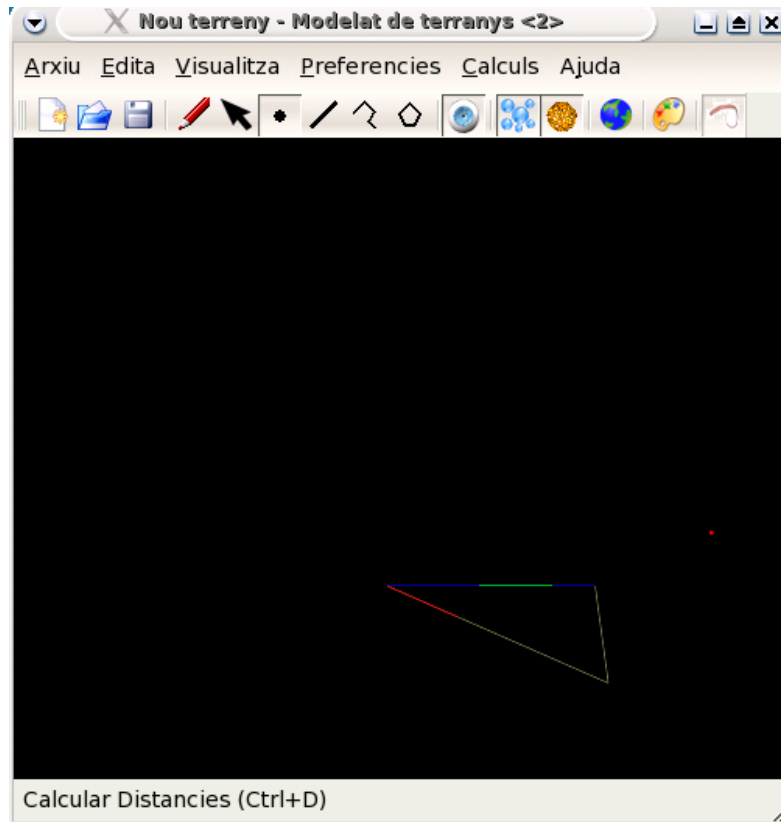 Nou terreny - Modelat de terranys <2>
Arxiu Edita Visualitza Preferencies Calculs Ajuda
Calcular Distancies (Ctrl+D)